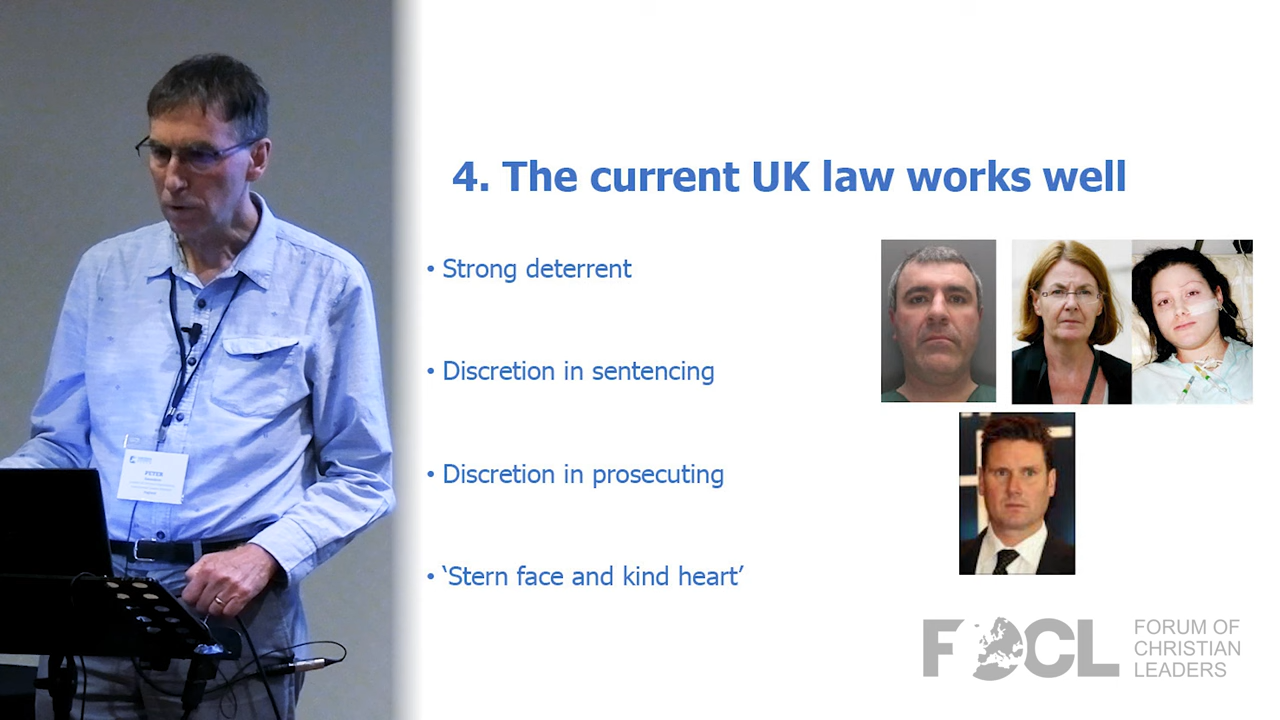 4. The current UK law works well
• Strong deterrent
• Discretion in sentencing
• Discretion in prosecuting
• ‘Stern face and kind heart’
FOCL
FORUM OF
CHRISTIAN
LEADERS
PETER